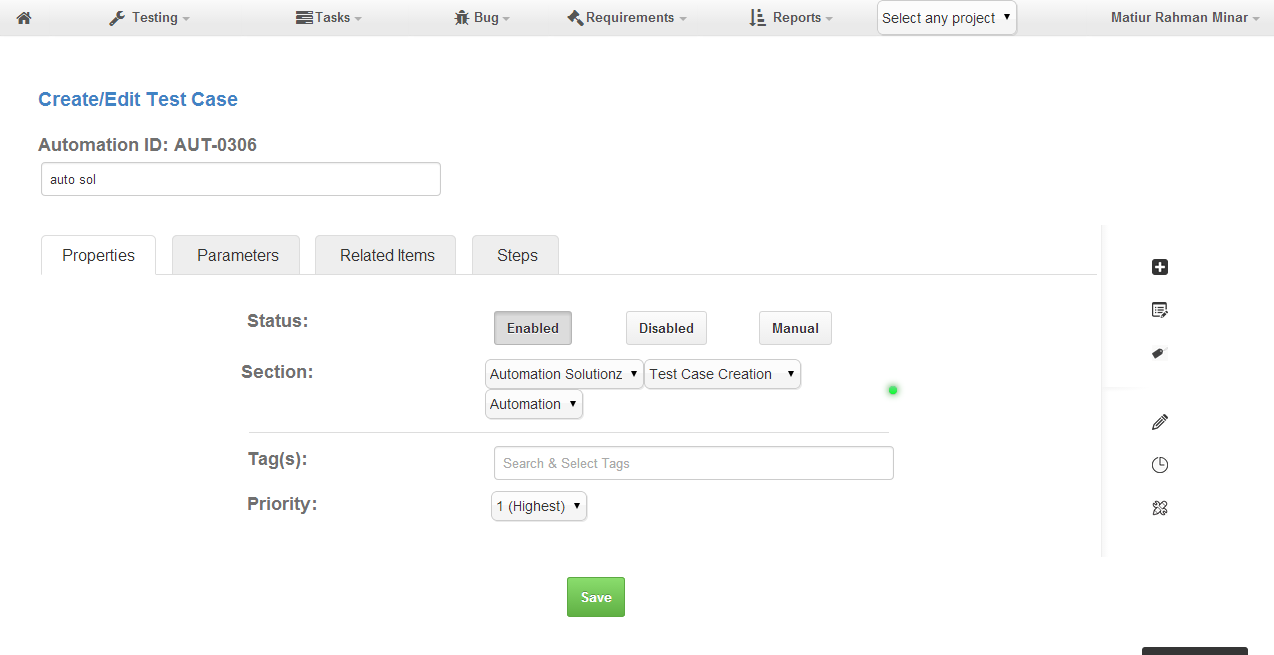 Testing Tasks Bug Requirements Reports Select any project Matiur Rahman Minar
Create/Edit Test Case
Automation ID: AUT-0306
auto sol
Properties Parameters Related Items Steps
Status: Enabled Disabled Manual
Section: Automation Solutionz Test Case Creation
Automation
Tag(s): Search & Select Tags
Priority: 1 (Highest)
Save